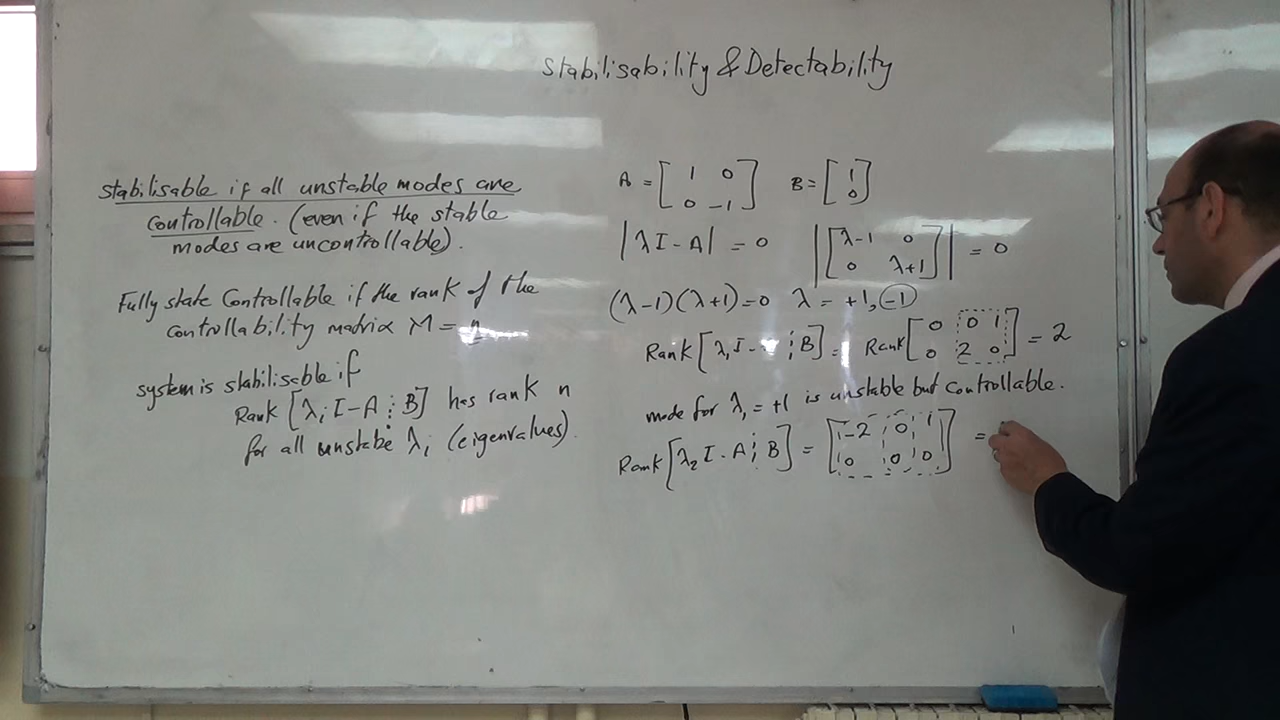 Stabilisability & Detectability
stabilisable if all unstable modes are
controllable. (even if the stable
modes are uncontrollable).
Fully state Controllable if the rank of the
controllability matrix M = n
system is stabilisable if
Rank [λi I - A ⋮ B] has rank n
for all unstabe λi (eigenvalues).
A = [1 0; 0 -1] B = [1; 0]
|λI - A| = 0 |[λ-1 0; 0 λ+1]| = 0
(λ-1)(λ+1)=0 λ = +1, -1
Rank[λ1 I - .. ⋮ B] = Rank[0 0 1; 0 2 0] = 2
mode for λ1 = +1 is unstable but controllable.
Rank[λ2 I - A ⋮ B] = [-2 0 1; 0 0 0] =